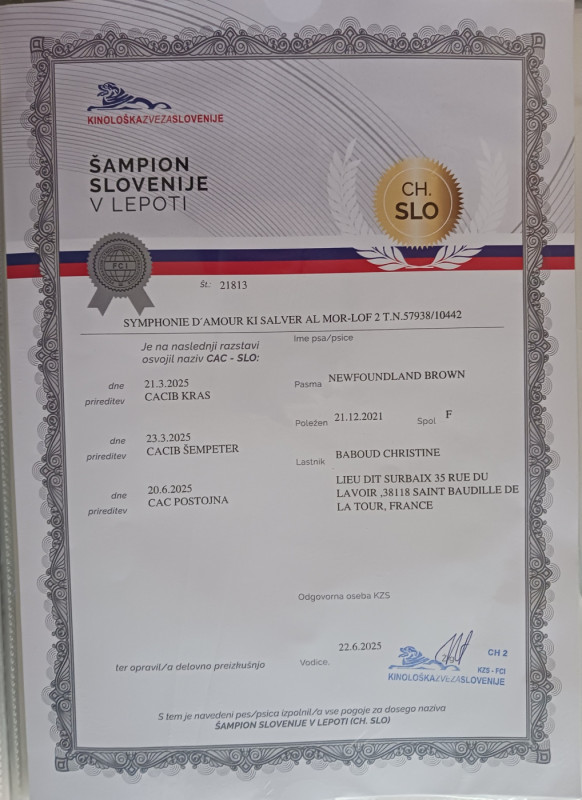 KINOLOŠKAZVEZASLOVENIJE
ŠAMPION
SLOVENIJE
V LEPOTI
CH.
SLO
FCI
Št.: 21813
SYMPHONIE D'AMOUR KI SALVER AL MOR-LOF 2 T.N.57938/10442
Ime psa/psice
Je na naslednji razstavi
osvojil naziv CAC - SLO:
dne 21.3.2025
prireditev CACIB KRAS
dne 23.3.2025
prireditev CACIB ŠEMPETER
dne 20.6.2025
prireditev CAC POSTOJNA
Pasma NEWFOUNDLAND BROWN
Poležen 21.12.2021 Spol F
Lastnik BABOUD CHRISTINE
LIEU DIT SURBAIX 35 RUE DU
LAVOIR ,38118 SAINT BAUDILLE DE
LA TOUR, FRANCE
Odgovorna oseba KZS
ter opravil/a delovno preizkušnjo
Vodice, 22.6.2025
CH 2
KZS - FCI
KINOLOŠKAZVEZASLOVENIJE
S tem je navedeni pes/psica izpolnil/a vse pogoje za dasego naziva
ŠAMPION SLOVENIJE V LEPOTI (CH. SLO)